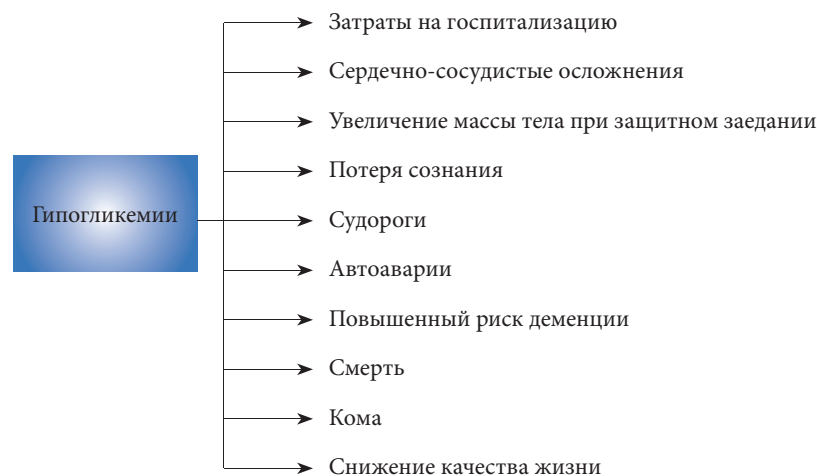 Затраты на госпитализацию
Сердечно-сосудистые осложнения
Увеличение массы тела при защитном заедании
Потеря сознания
Гипогликемии
Судороги
Автоаварии
Повышенный риск деменции
Смерть
Кома
Снижение качества жизни